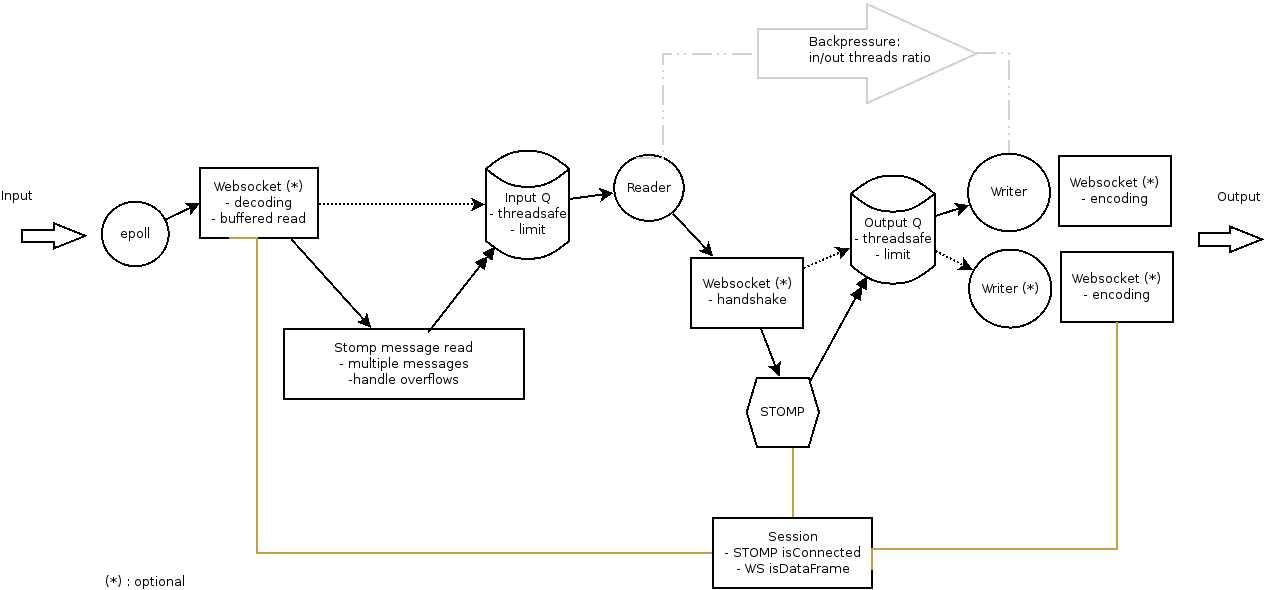 Backpressure:
in/out threads ratio
Input
epoll
Websocket (*)
- decoding
- buffered read
Input Q
- threadsafe
- limit
Reader
Stomp message read
- multiple messages
-handle overflows
Websocket (*)
- handshake
STOMP
Output Q
- threadsafe
- limit
Writer
Websocket (*)
- encoding
Writer (*)
Websocket (*)
- encoding
Output
Session
- STOMP isConnected
- WS isDataFrame
(*) : optional